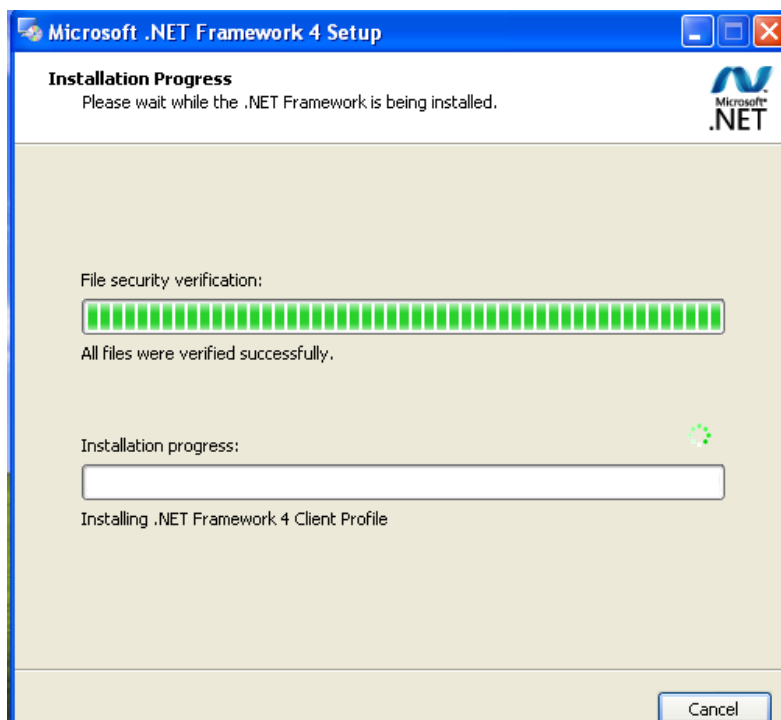 Microsoft .NET Framework 4 Setup
Installation Progress
Please wait while the .NET Framework is being installed.
Microsoft®
.NET
File security verification:
All files were verified successfully.
Installation progress:
Installing .NET Framework 4 Client Profile
Cancel